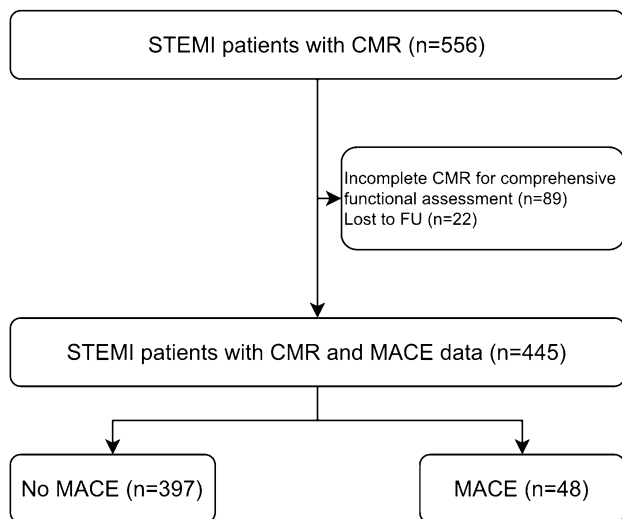 STEMI patients with CMR (n=556)
Incomplete CMR for comprehensive
functional assessment (n=89)
Lost to FU (n=22)
STEMI patients with CMR and MACE data (n=445)
No MACE (n=397)
MACE (n=48)